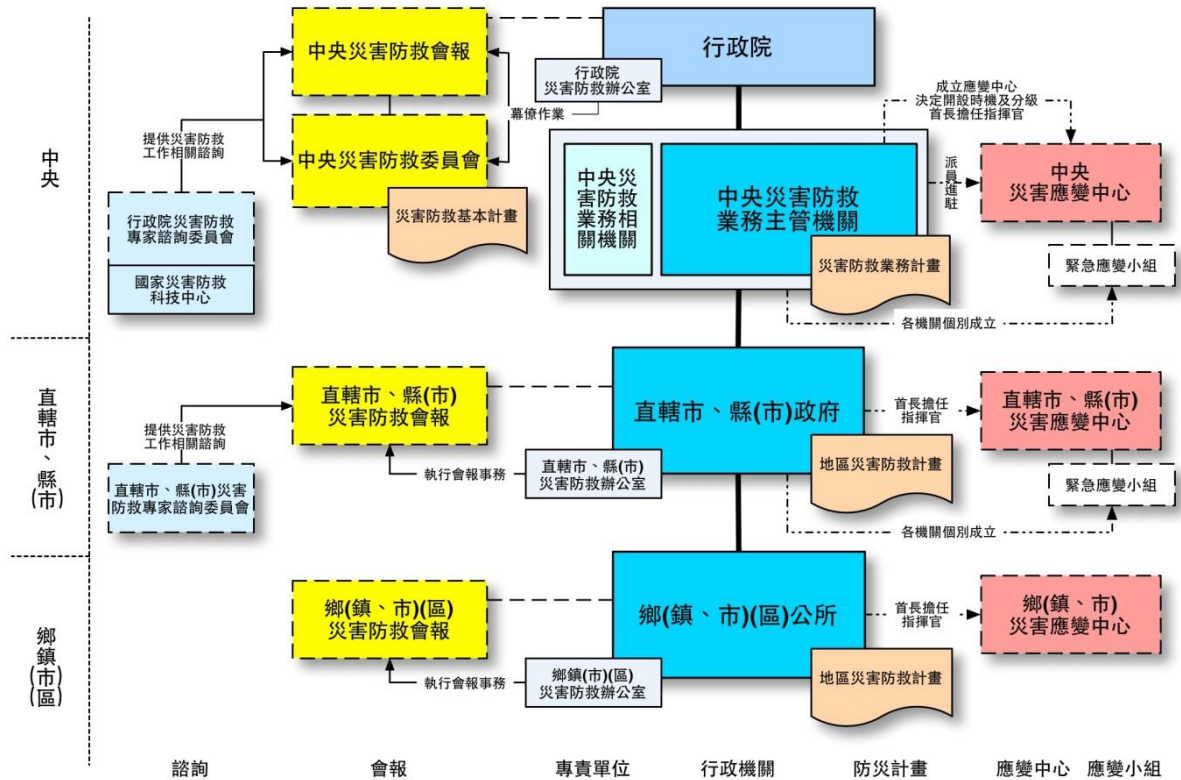 中央
中央災害防救會報
行政院
行政院
災害防救辦公室
幕僚作業
成立應變中心
決定開設時機及分級
首長擔任指揮官
提供災害防救
工作相關諮詢
中央災害防救委員會
災害防救基本計畫
中央災
害防救
業務相
關機關
中央災害防救
業務主管機關
災害防救業務計畫
派員進駐
中央
災害應變中心
行政院災害防救
專家諮詢委員會
國家災害防救
科技中心
緊急應變小組
各機關個別成立
直轄市、縣(市)
直轄市、縣(市)
災害防救會報
直轄市、縣(市)政府
首長擔任
指揮官
直轄市、縣(市)
災害應變中心
提供災害防救
工作相關諮詢
執行會報事務
直轄市、縣(市)
災害防救辦公室
地區災害防救計畫
直轄市、縣(市)災害
防救專家諮詢委員會
緊急應變小組
各機關個別成立
鄉鎮(市)(區)
鄉(鎮、市)(區)
災害防救會報
鄉(鎮、市)(區)公所
首長擔任
指揮官
鄉(鎮、市)
災害應變中心
執行會報事務
鄉鎮(市)(區)
災害防救辦公室
地區災害防救計畫
諮詢
會報
專責單位
行政機關
防災計畫
應變中心
應變小組